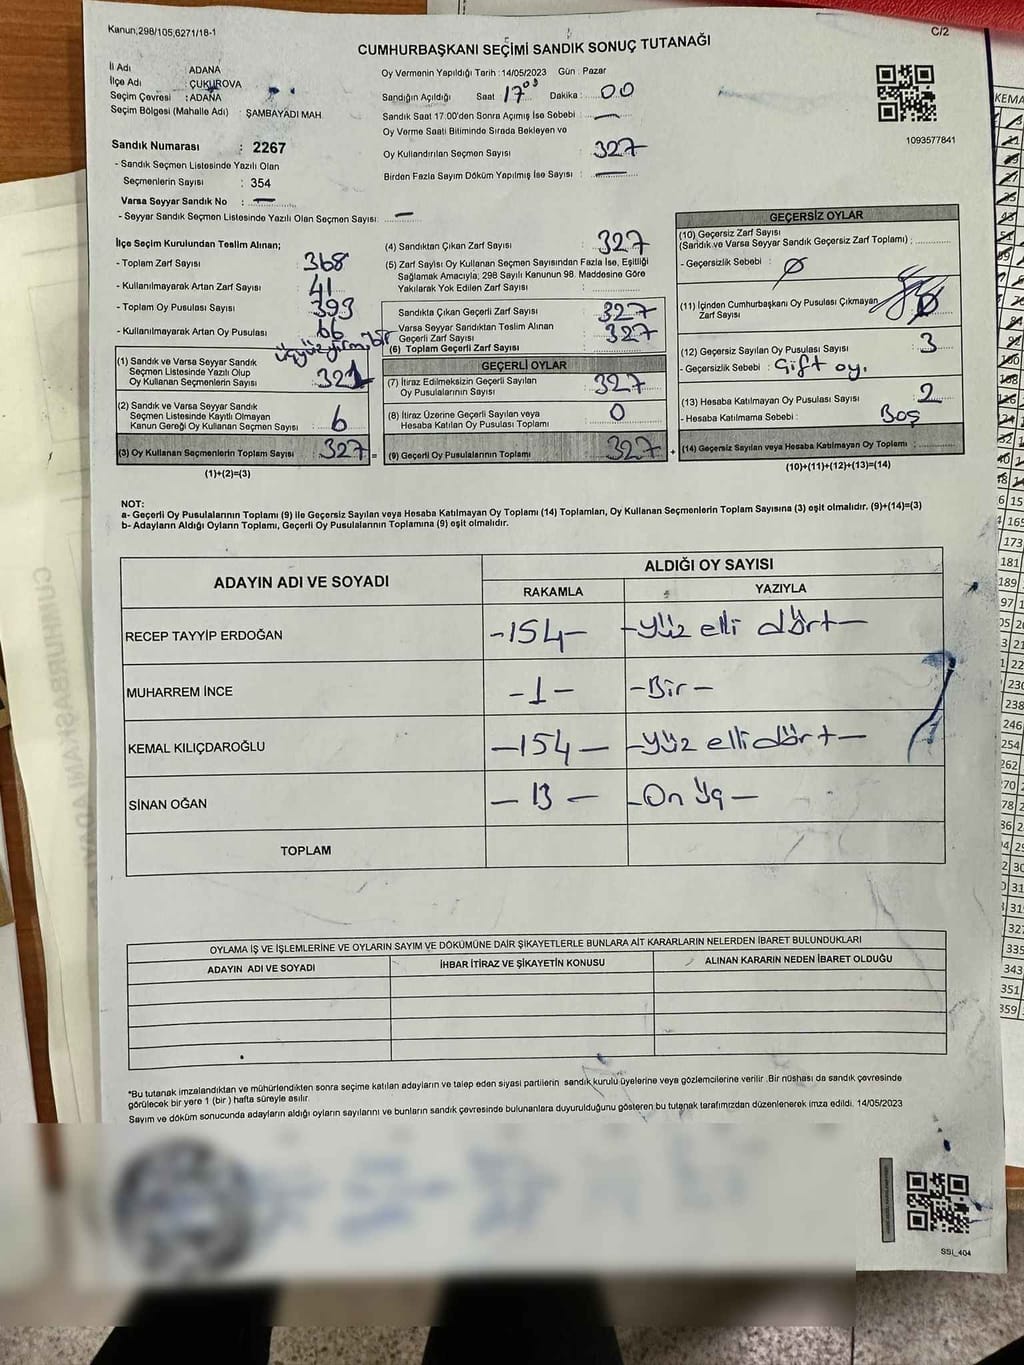 Kanun;298/105,6271/18-1
C/2
CUMHURBAŞKANI SEÇİMİ SANDIK SONUÇ TUTANAĞI
İl Adı : ADANA
İlçe Adı : ÇUKUROVA
Seçim Çevresi : ADANA
Seçim Bölgesi (Mahalle Adı) : ŞAMBAYADI MAH.
Sandık Numarası : 2267
- Sandık Seçmen Listesinde Yazılı Olan
Seçmenlerin Sayısı : 354
Varsa Seyyar Sandık No : —
- Seyyar Sandık Seçmen Listesinde Yazılı Olan Seçmen Sayısı: —
Oy Vermenin Yapıldığı Tarih : 14/05/2023 Gün : Pazar
Sandığın Açıldığı Saat : 17 Dakika : 00
Sandık Saat 17.00'den Sonra Açımış İse Sebebi : —
Oy Verme Saati Bitiminde Sırada Bekleyen ve
Oy Kullandırılan Seçmen Sayısı : 327
Birden Fazla Sayım Döküm Yapılmış İse Sayısı : —
1093577841
İlçe Seçim Kurulundan Teslim Alınan;
- Toplam Zarf Sayısı : 368
- Kullanılmayarak Artan Zarf Sayısı : 41
- Toplam Oy Pusulası Sayısı : 393
- Kullanılmayarak Artan Oy Pusulası : 66
Üçyüzyirmibir
(1) Sandık ve Varsa Seyyar Sandık
Seçmen Listesinde Yazılı Olup
Oy Kullanan Seçmenlerin Sayısı : 321
(2) Sandık ve Varsa Seyyar Sandık
Seçmen Listesinde Kayıtlı Olmayan
Kanun Gereği Oy Kullanan Seçmen Sayısı : 6
(3) Oy Kullanan Seçmenlerin Toplam Sayısı : 327 =
(1)+(2)=(3)
(4) Sandıktan Çıkan Zarf Sayısı : 327
(5) Zarf Sayısı Oy Kullanan Seçmen Sayısından Fazla İse, Eşitliği
Sağlamak Amacıyla; 298 Sayılı Kanunun 98. Maddesine Göre
Yakılarak Yok Edilen Zarf Sayısı :
Sandıkta Çıkan Geçerli Zarf Sayısı : 327
Varsa Seyyar Sandıktan Teslim Alınan
Geçerli Zarf Sayısı : 327
(6) Toplam Geçerli Zarf Sayısı :
GEÇERLİ OYLAR
(7) İtiraz Edilmeksizin Geçerli Sayılan
Oy Pusulalarının Sayısı : 327
(8) İtiraz Üzerine Geçerli Sayılan veya
Hesaba Katılan Oy Pusulası Toplamı : 0
(9) Geçerli Oy Pusulalarının Toplamı : 327 +
GEÇERSİZ OYLAR
(10) Geçersiz Zarf Sayısı
(Sandık ve Varsa Seyyar Sandık Geçersiz Zarf Toplamı) :
- Geçersizlik Sebebi : Ø
(11) İçinden Cumhurbaşkanı Oy Pusulası Çıkmayan
Zarf Sayısı : Ø
(12) Geçersiz Sayılan Oy Pusulası Sayısı : 3
- Geçersizlik Sebebi : Çift oy.
(13) Hesaba Katılmayan Oy Pusulası Sayısı : 2
- Hesaba Katılmama Sebebi : Boş
(14) Geçersiz Sayılan veya Hesaba Katılmayan Oy Toplamı :
(10)+(11)+(12)+(13)=(14)
NOT:
a- Geçerli Oy Pusulalarının Toplamı (9) ile Geçersiz Sayılan veya Hesaba Katılmayan Oy Toplamı (14) Toplamları, Oy Kullanan Seçmenlerin Toplam Sayısına (3) eşit olmalıdır. (9)+(14)=(3)
b- Adayların Aldığı Oyların Toplamı, Geçerli Oy Pusulalarının Toplamına (9) eşit olmalıdır.
ADAYIN ADI VE SOYADI
ALDIĞI OY SAYISI
RAKAMLA
YAZIYLA
RECEP TAYYİP ERDOĞAN -154- -Yüz elli dört-
MUHARREM İNCE -1- -Bir-
KEMAL KILIÇDAROĞLU -154- -Yüz elli dört-
SİNAN OĞAN -13- -On üç-
TOPLAM
OYLAMA İŞ VE İŞLEMLERİNE VE OYLARIN SAYIM VE DÖKÜMÜNE DAİR ŞİKAYETLERLE BUNLARA AİT KARARLARIN NELERDEN İBARET BULUNDUKLARI
ADAYIN ADI VE SOYADI
İHBAR İTİRAZ VE ŞİKAYETİN KONUSU
ALINAN KARARIN NEDEN İBARET OLDUĞU
*Bu tutanak imzalandıktan ve mühürlendikten sonra seçime katılan adayların ve talep eden siyasi partilerin sandık kurulu üyelerine veya gözlemcilerine verilir .Bir nüshası da sandık çevresinde
görülecek bir yere 1 (bir ) hafta süreyle asılır.
Sayım ve döküm sonucunda adayların aldığı oyların sayılarını ve bunların sandık çevresinde bulunanlara duyurulduğunu gösteren bu tutanak tarafımızdan düzenlenerek imza edildi. 14/05/2023